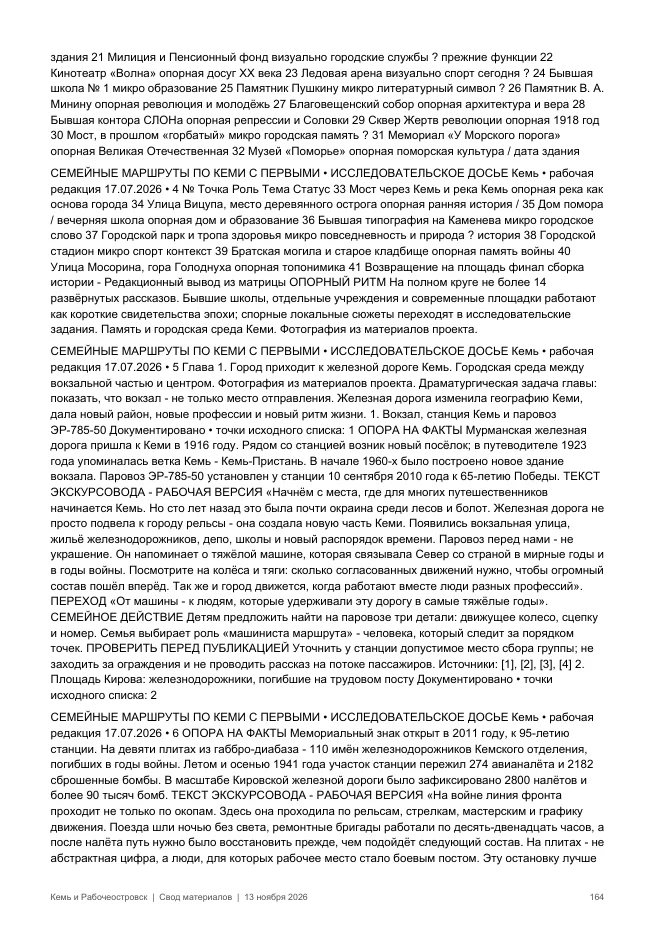 здания 21 Милиция и Пенсионный фонд визуально городские службы ? прежние функции 22
Кинотеатр «Волна» опорная досуг XX века 23 Ледовая арена визуально спорт сегодня ? 24 Бывшая
школа № 1 микро образование 25 Памятник Пушкину микро литературный символ ? 26 Памятник В. А.
Минину опорная революция и молодёжь 27 Благовещенский собор опорная архитектура и вера 28
Бывшая контора СЛОНа опорная репрессии и Соловки 29 Сквер Жертв революции опорная 1918 год
30 Мост, в прошлом «горбатый» микро городская память ? 31 Мемориал «У Морского порога»
опорная Великая Отечественная 32 Музей «Поморье» опорная поморская культура / дата здания
СЕМЕЙНЫЕ МАРШРУТЫ ПО КЕМИ С ПЕРВЫМИ • ИССЛЕДОВАТЕЛЬСКОЕ ДОСЬЕ Кемь • рабочая
редакция 17.07.2026 • 4 № Точка Роль Тема Статус 33 Мост через Кемь и река Кемь опорная река как
основа города 34 Улица Вицупа, место деревянного острога опорная ранняя история / 35 Дом помора
/ вечерняя школа опорная дом и образование 36 Бывшая типография на Каменева микро городское
слово 37 Городской парк и тропа здоровья микро повседневность и природа ? история 38 Городской
стадион микро спорт контекст 39 Братская могила и старое кладбище опорная память войны 40
Улица Мосорина, гора Голоднуха опорная топонимика 41 Возвращение на площадь финал сборка
истории - Редакционный вывод из матрицы ОПОРНЫЙ РИТМ На полном круге не более 14
развёрнутых рассказов. Бывшие школы, отдельные учреждения и современные площадки работают
как короткие свидетельства эпохи; спорные локальные сюжеты переходят в исследовательские
задания. Память и городская среда Кеми. Фотография из материалов проекта.
СЕМЕЙНЫЕ МАРШРУТЫ ПО КЕМИ С ПЕРВЫМИ • ИССЛЕДОВАТЕЛЬСКОЕ ДОСЬЕ Кемь • рабочая
редакция 17.07.2026 • 5 Глава 1. Город приходит к железной дороге Кемь. Городская среда между
вокзальной частью и центром. Фотография из материалов проекта. Драматургическая задача главы:
показать, что вокзал - не только место отправления. Железная дорога изменила географию Кеми,
дала новый район, новые профессии и новый ритм жизни. 1. Вокзал, станция Кемь и паровоз
ЭР-785-50 Документировано • точки исходного списка: 1 ОПОРА НА ФАКТЫ Мурманская железная
дорога пришла к Кеми в 1916 году. Рядом со станцией возник новый посёлок; в путеводителе 1923
года упоминалась ветка Кемь - Кемь-Пристань. В начале 1960-х было построено новое здание
вокзала. Паровоз ЭР-785-50 установлен у станции 10 сентября 2010 года к 65-летию Победы. ТЕКСТ
ЭКСКУРСОВОДА - РАБОЧАЯ ВЕРСИЯ «Начнём с места, где для многих путешественников
начинается Кемь. Но сто лет назад это была почти окраина среди лесов и болот. Железная дорога не
просто подвела к городу рельсы - она создала новую часть Кеми. Появились вокзальная улица,
жильё железнодорожников, депо, школы и новый распорядок времени. Паровоз перед нами - не
украшение. Он напоминает о тяжёлой машине, которая связывала Север со страной в мирные годы и
в годы войны. Посмотрите на колёса и тяги: сколько согласованных движений нужно, чтобы огромный
состав пошёл вперёд. Так же и город движется, когда работают вместе люди разных профессий».
ПЕРЕХОД «От машины - к людям, которые удерживали эту дорогу в самые тяжёлые годы».
СЕМЕЙНОЕ ДЕЙСТВИЕ Детям предложить найти на паровозе три детали: движущее колесо, сцепку
и номер. Семья выбирает роль «машиниста маршрута» - человека, который следит за порядком
точек. ПРОВЕРИТЬ ПЕРЕД ПУБЛИКАЦИЕЙ Уточнить у станции допустимое место сбора группы; не
заходить за ограждения и не проводить рассказ на потоке пассажиров. Источники: [1], [2], [3], [4] 2.
Площадь Кирова: железнодорожники, погибшие на трудовом посту Документировано • точки
исходного списка: 2
СЕМЕЙНЫЕ МАРШРУТЫ ПО КЕМИ С ПЕРВЫМИ • ИССЛЕДОВАТЕЛЬСКОЕ ДОСЬЕ Кемь • рабочая
редакция 17.07.2026 • 6 ОПОРА НА ФАКТЫ Мемориальный знак открыт в 2011 году, к 95-летию
станции. На девяти плитах из габбро-диабаза - 110 имён железнодорожников Кемского отделения,
погибших в годы войны. Летом и осенью 1941 года участок станции пережил 274 авианалёта и 2182
сброшенные бомбы. В масштабе Кировской железной дороги было зафиксировано 2800 налётов и
более 90 тысяч бомб. ТЕКСТ ЭКСКУРСОВОДА - РАБОЧАЯ ВЕРСИЯ «На войне линия фронта
проходит не только по окопам. Здесь она проходила по рельсам, стрелкам, мастерским и графику
движения. Поезда шли ночью без света, ремонтные бригады работали по десять-двенадцать часов, а
после налёта путь нужно было восстановить прежде, чем подойдёт следующий состав. На плитах - не
абстрактная цифра, а люди, для которых рабочее место стало боевым постом. Эту остановку лучше
Кемь и Рабочеостровск | Свод материалов | 13 ноября 2026
164